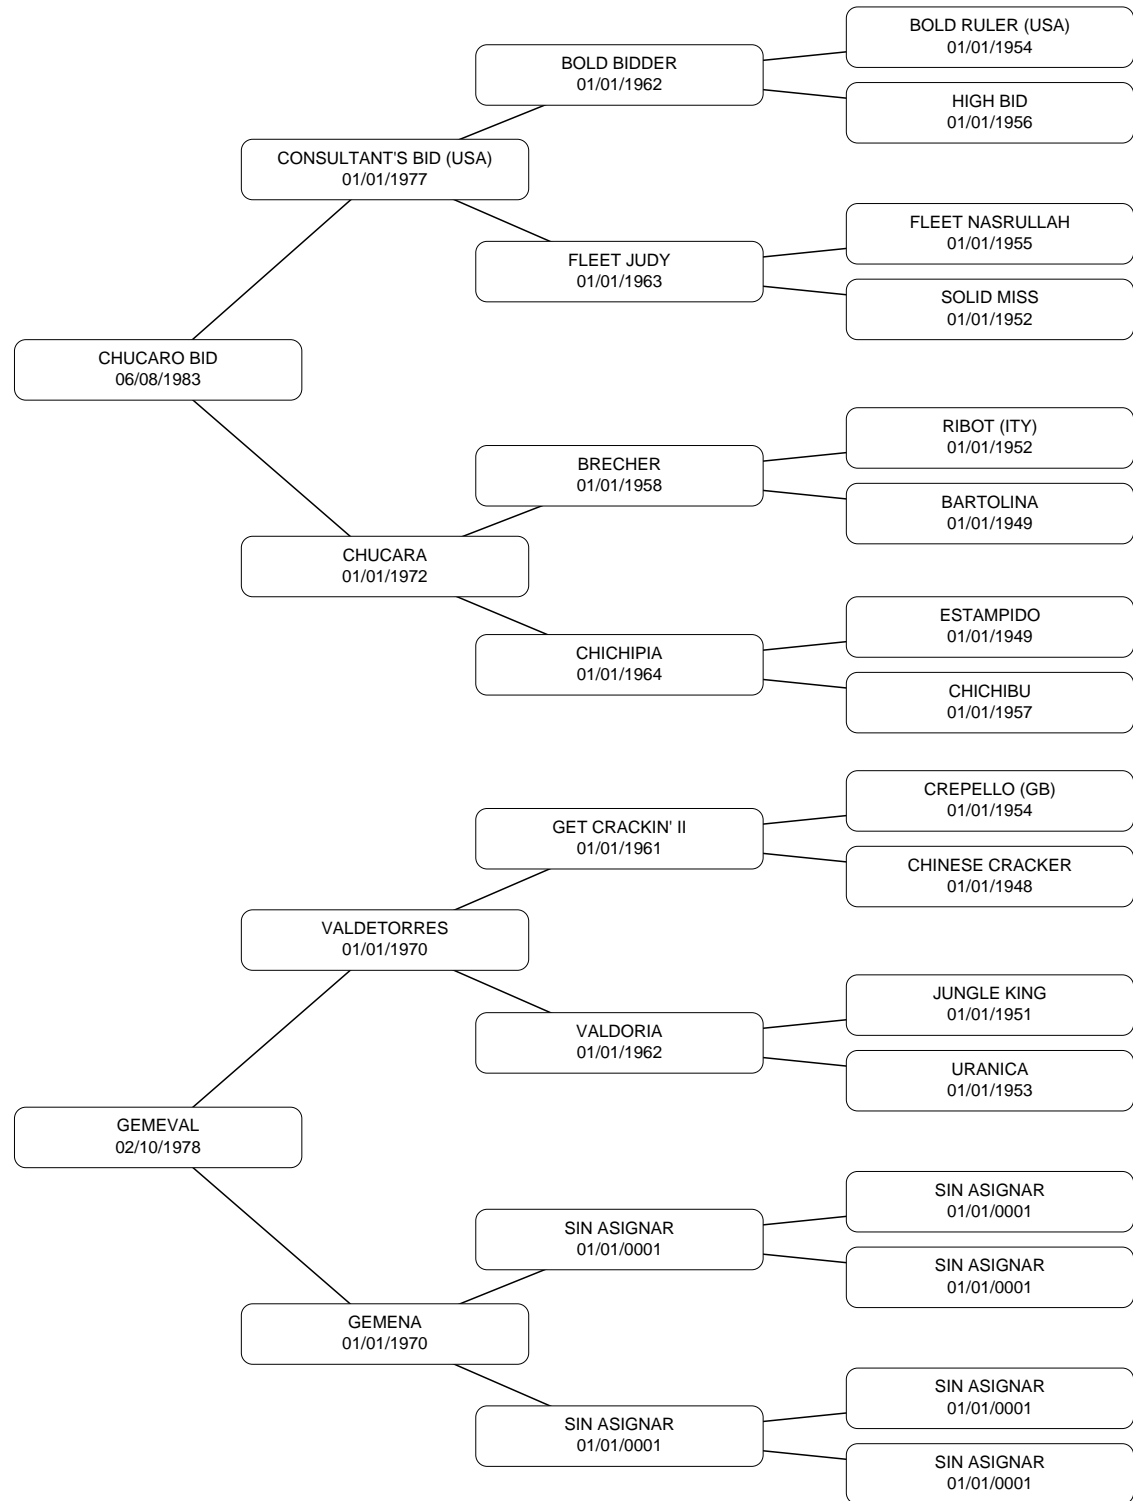 BOLD RULER (USA)
01/01/1954
BOLD BIDDER
01/01/1962
HIGH BID
01/01/1956
CONSULTANT'S BID (USA)
01/01/1977
FLEET NASRULLAH
01/01/1955
FLEET JUDY
01/01/1963
SOLID MISS
01/01/1952
CHUCARO BID
06/08/1983
RIBOT (ITY)
01/01/1952
BRECHER
01/01/1958
BARTOLINA
01/01/1949
CHUCARA
01/01/1972
ESTAMPIDO
01/01/1949
CHICHIPIA
01/01/1964
CHICHIBU
01/01/1957
CREPELLO (GB)
01/01/1954
GET CRACKIN' II
01/01/1961
CHINESE CRACKER
01/01/1948
VALDETORRES
01/01/1970
JUNGLE KING
01/01/1951
VALDORIA
01/01/1962
URANICA
01/01/1953
GEMEVAL
02/10/1978
SIN ASIGNAR
01/01/0001
SIN ASIGNAR
01/01/0001
SIN ASIGNAR
01/01/0001
GEMENA
01/01/1970
SIN ASIGNAR
01/01/0001
SIN ASIGNAR
01/01/0001
SIN ASIGNAR
01/01/0001